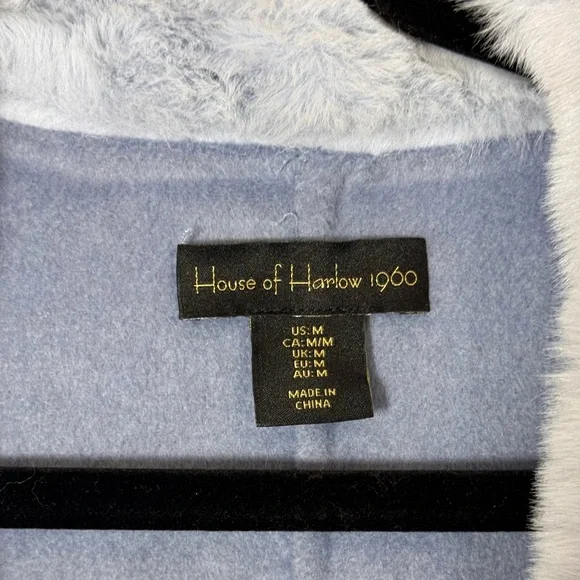 House of Harlow 1960
US: M
CA: M/M
UK: M
EU: M
AU: M
MADE IN
CHINA